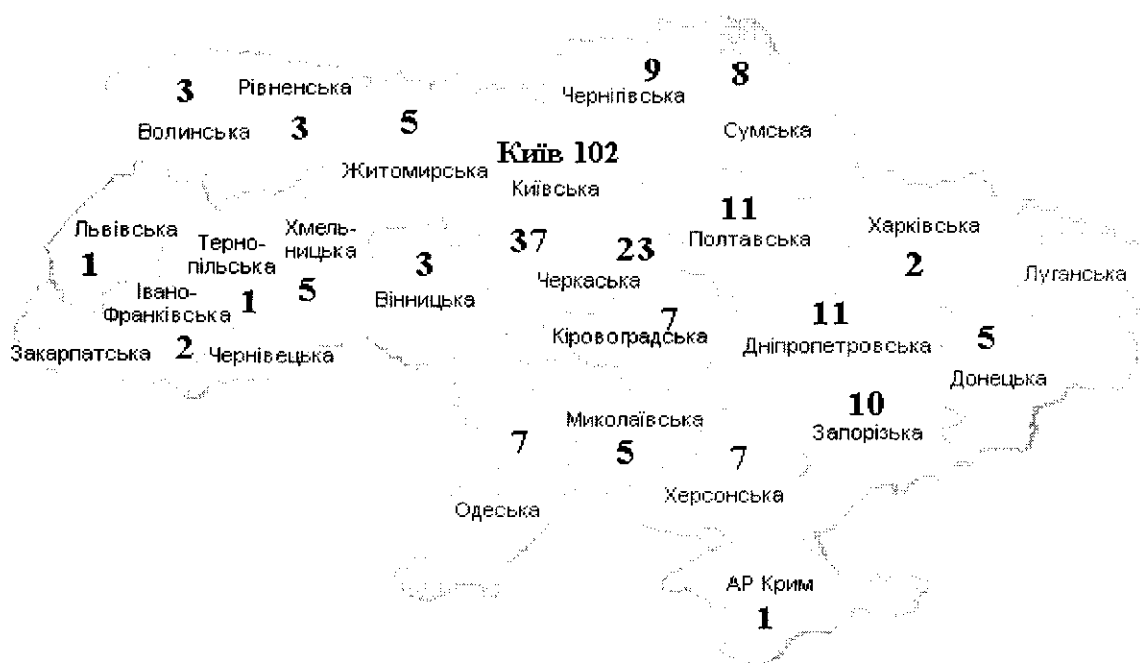 9
8
3
Рівненська
Чернігівська
Волинська
3
5
Сумська
Київ 102
Житомирська
Київська
11
Львівська
Хмель-
ницька
Терно-
пільська
37
23
Полтавська
Харківська
1
3
2
Черкаська
Луганська
Івано-
Франківська
1
5
Вінницька
7
11
Кіровоградська
Дніпропетровська
5
Закарпатська
2
Чернівецька
Донецька
10
Миколаївська
Запорізька
7
5
7
Одеська
Херсонська
АР Крим
1